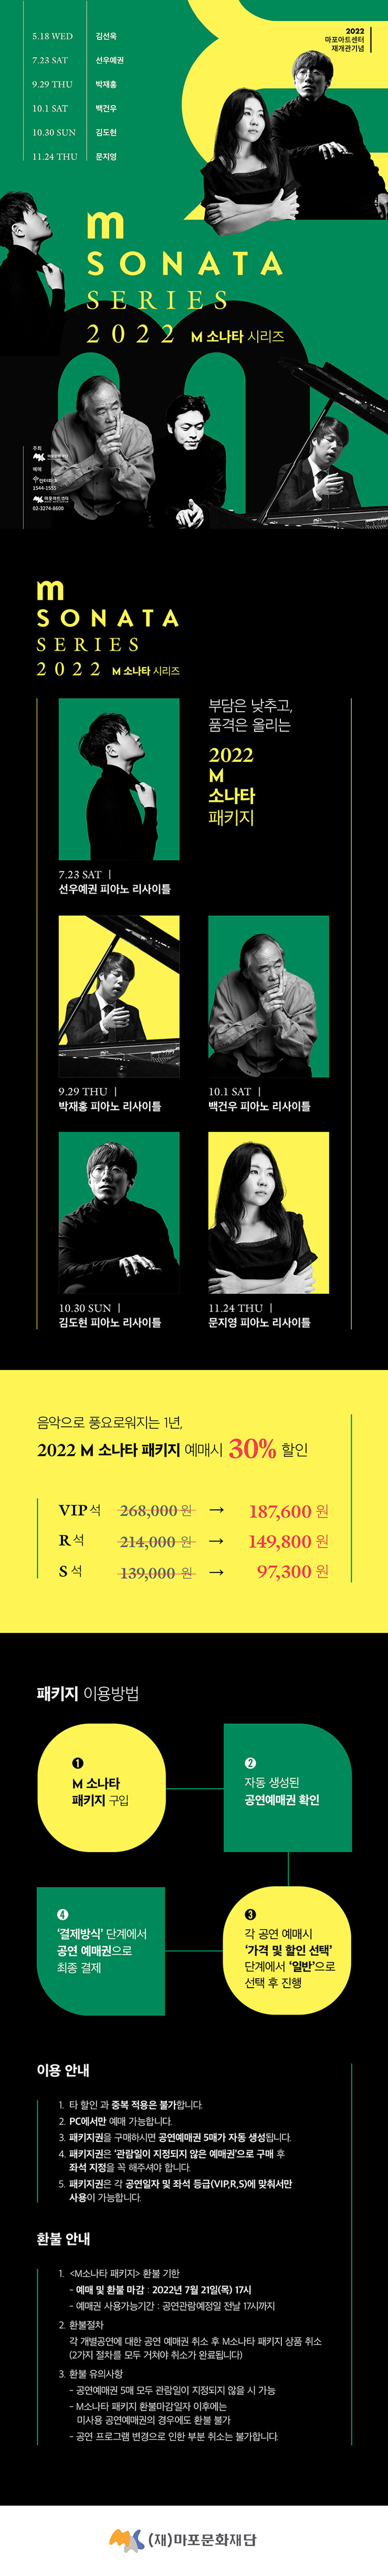 5.18 WED 김선욱
7.23 SAT 선우예권
9.29 THU 박재홍
10.1 SAT 백건우
10.30 SUN 김도현
11.24 THU 문지영
2022
마포아트센터
재개관기념
m
SONATA
SERIES
2022 M 소나타 시리즈
주최
예매
인터파크
1544-1555
마포아트센터
02-3274-8600
m
SONATA
SERIES
2022 M 소나타 시리즈
부담은 낮추고,
품격은 올리는
2022
M
소나타
패키지
7.23 SAT |
선우예권 피아노 리사이틀
9.29 THU |
박재홍 피아노 리사이틀
10.1 SAT |
백건우 피아노 리사이틀
10.30 SUN |
김도현 피아노 리사이틀
11.24 THU |
문지영 피아노 리사이틀
음악으로 풍요로워지는 1년,
2022 M 소나타 패키지 예매시 30% 할인
VIP석 268,000원 → 187,600원
R석 214,000원 → 149,800원
S석 139,000원 → 97,300원
패키지 이용방법
❶
M 소나타
패키지 구입
❷
자동 생성된
공연예매권 확인
❸
각 공연 예매시
‘가격 및 할인 선택’
단계에서 ‘일반’으로
선택 후 진행
❹
‘결제방식’ 단계에서
공연 예매권으로
최종 결제
이용 안내
1. 타 할인 과 중복 적용은 불가합니다.
2. PC에서만 예매 가능합니다.
3. 패키지권을 구매하시면 공연예매권 5매가 자동 생성됩니다.
4. 패키지권은 ‘관람일이 지정되지 않은 예매권’으로 구매 후
좌석 지정을 꼭 해주셔야 합니다.
5. 패키지권은 각 공연일자 및 좌석 등급(VIP,R,S)에 맞춰서만
사용이 가능합니다.
환불 안내
1. <M소나타 패키지> 환불 기한
- 예매 및 환불 마감 : 2022년 7월 21일(목) 17시
- 예매권 사용가능기간 : 공연관람예정일 전날 17시까지
2. 환불절차
각 개별공연에 대한 공연 예매권 취소 후 M소나타 패키지 상품 취소
(2가지 절차를 모두 거쳐야 취소가 완료됩니다)
3. 환불 유의사항
- 공연예매권 5매 모두 관람일이 지정되지 않을 시 가능
- M소나타 패키지 환불마감일자 이후에는
미사용 공연예매권의 경우에도 환불 불가
- 공연 프로그램 변경으로 인한 부분 취소는 불가합니다.
(재)마포문화재단